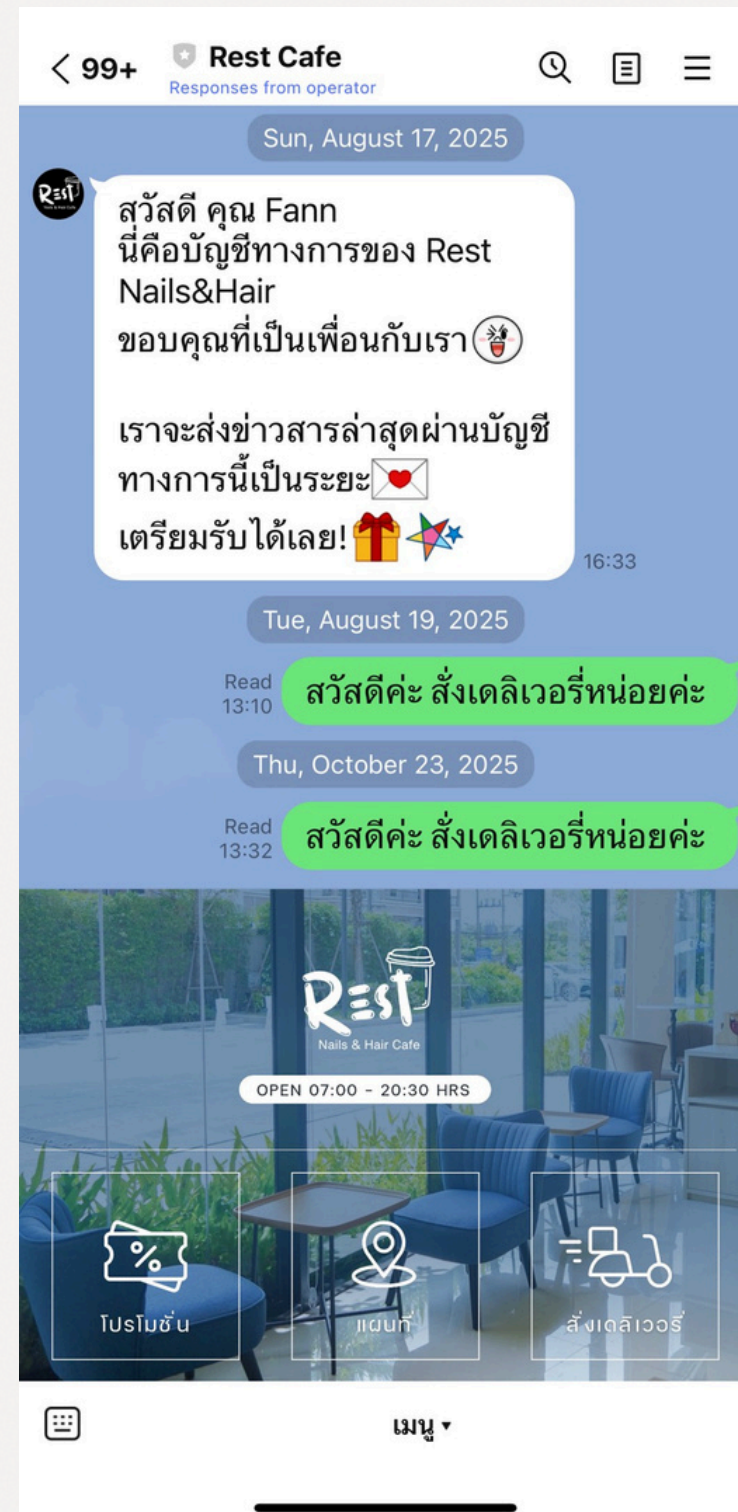 99+
Rest Cafe
Responses from operator
Sun, August 17, 2025
REST
สวัสดี คุณ Fann
นี่คือบัญชีทางการของ Rest
Nails&Hair
ขอบคุณที่เป็นเพื่อนกับเรา
เราจะส่งข่าวสารล่าสุดผ่านบัญชี
ทางการนี้เป็นระยะ
เตรียมรับได้เลย!
16:33
Tue, August 19, 2025
Read
13:10
สวัสดีค่ะ สั่งเดลิเวอรี่หน่อยค่ะ
Thu, October 23, 2025
Read
13:32
สวัสดีค่ะ สั่งเดลิเวอรี่หน่อยค่ะ
REST
Nails & Hair Cafe
OPEN 07:00 - 20:30 HRS
%
โปรโมชั่น
แผนที่
สั่งเดลิเวอรี่
เมนู ▾